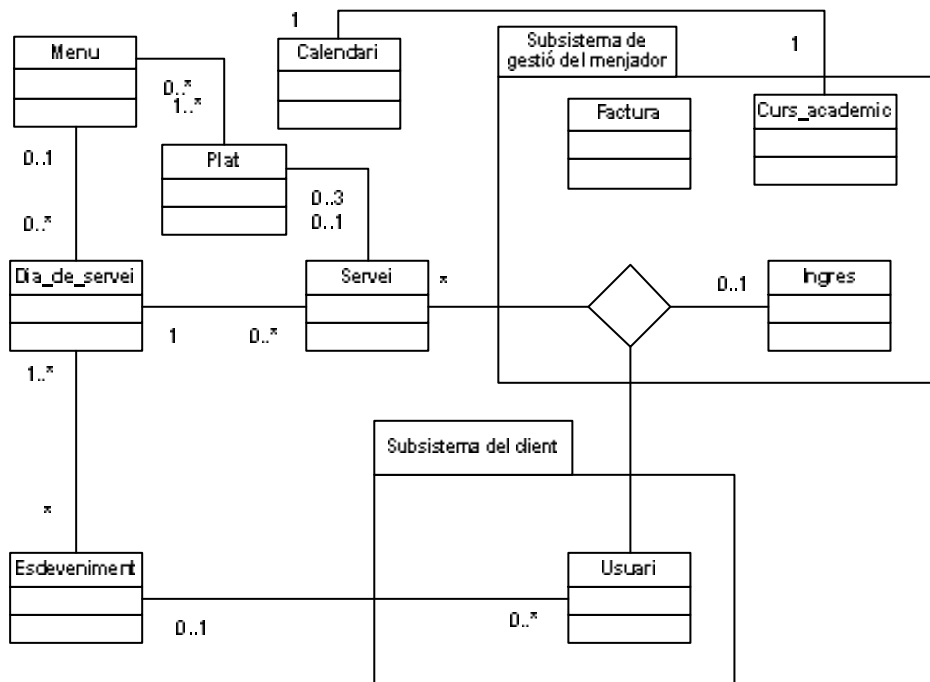 1
Menu
Calendari
Subsistema de
gestió del menjador
1
0..*
1..*
Factura
Curs_academic
0..1
Plat
0..3
0..1
0..*
Dia_de_servei
Servei
*
0..1
Ingres
1
0..*
1..*
Subsistema del client
*
Esdeveniment
Usuari
0..1
0..*